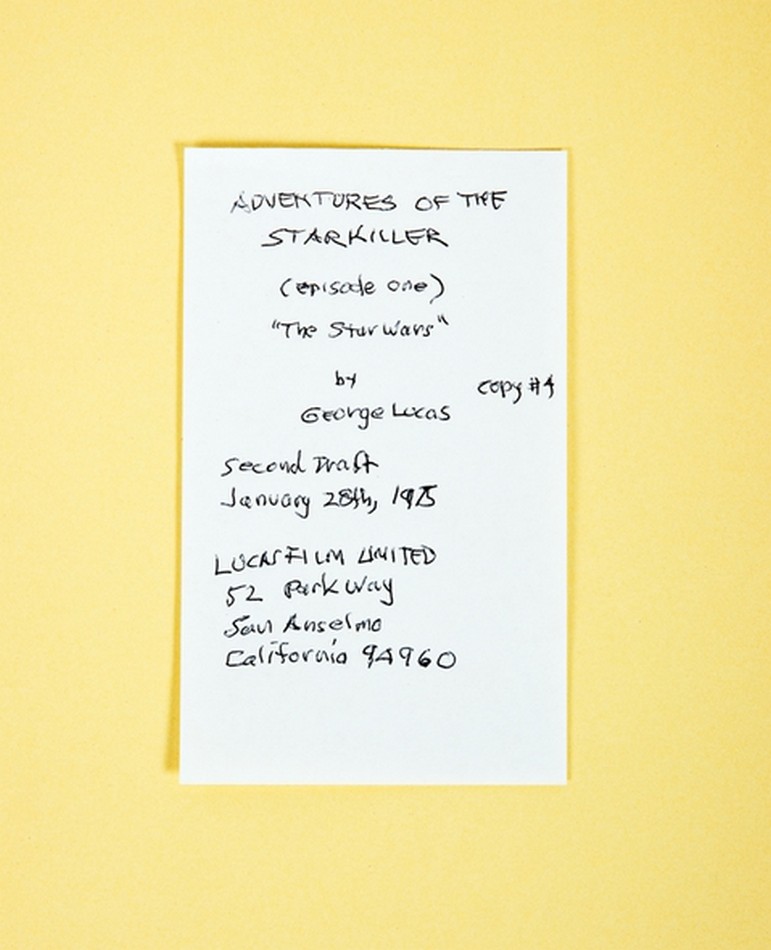 ADVENTURES OF THE
STARKILLER
(episode one)
"The Star Wars"
by
copy #4
George Lucas
Second Draft
January 28th, 1975
LUCASFILM LIMITED
52 Park Way
San Anselmo
California 94960